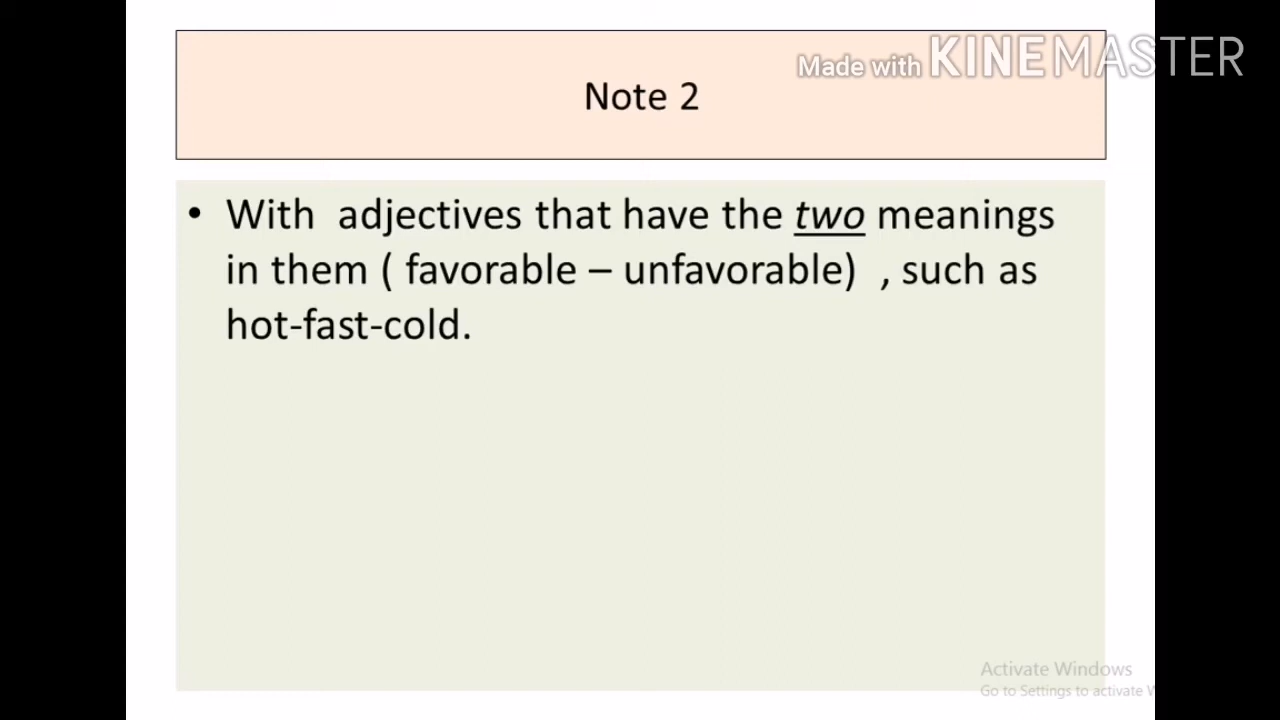 Made with KINEMASTER
Note 2
• With adjectives that have the two meanings
in them ( favorable – unfavorable) , such as
hot-fast-cold.
Activate Windows
Go to Settings to activate W